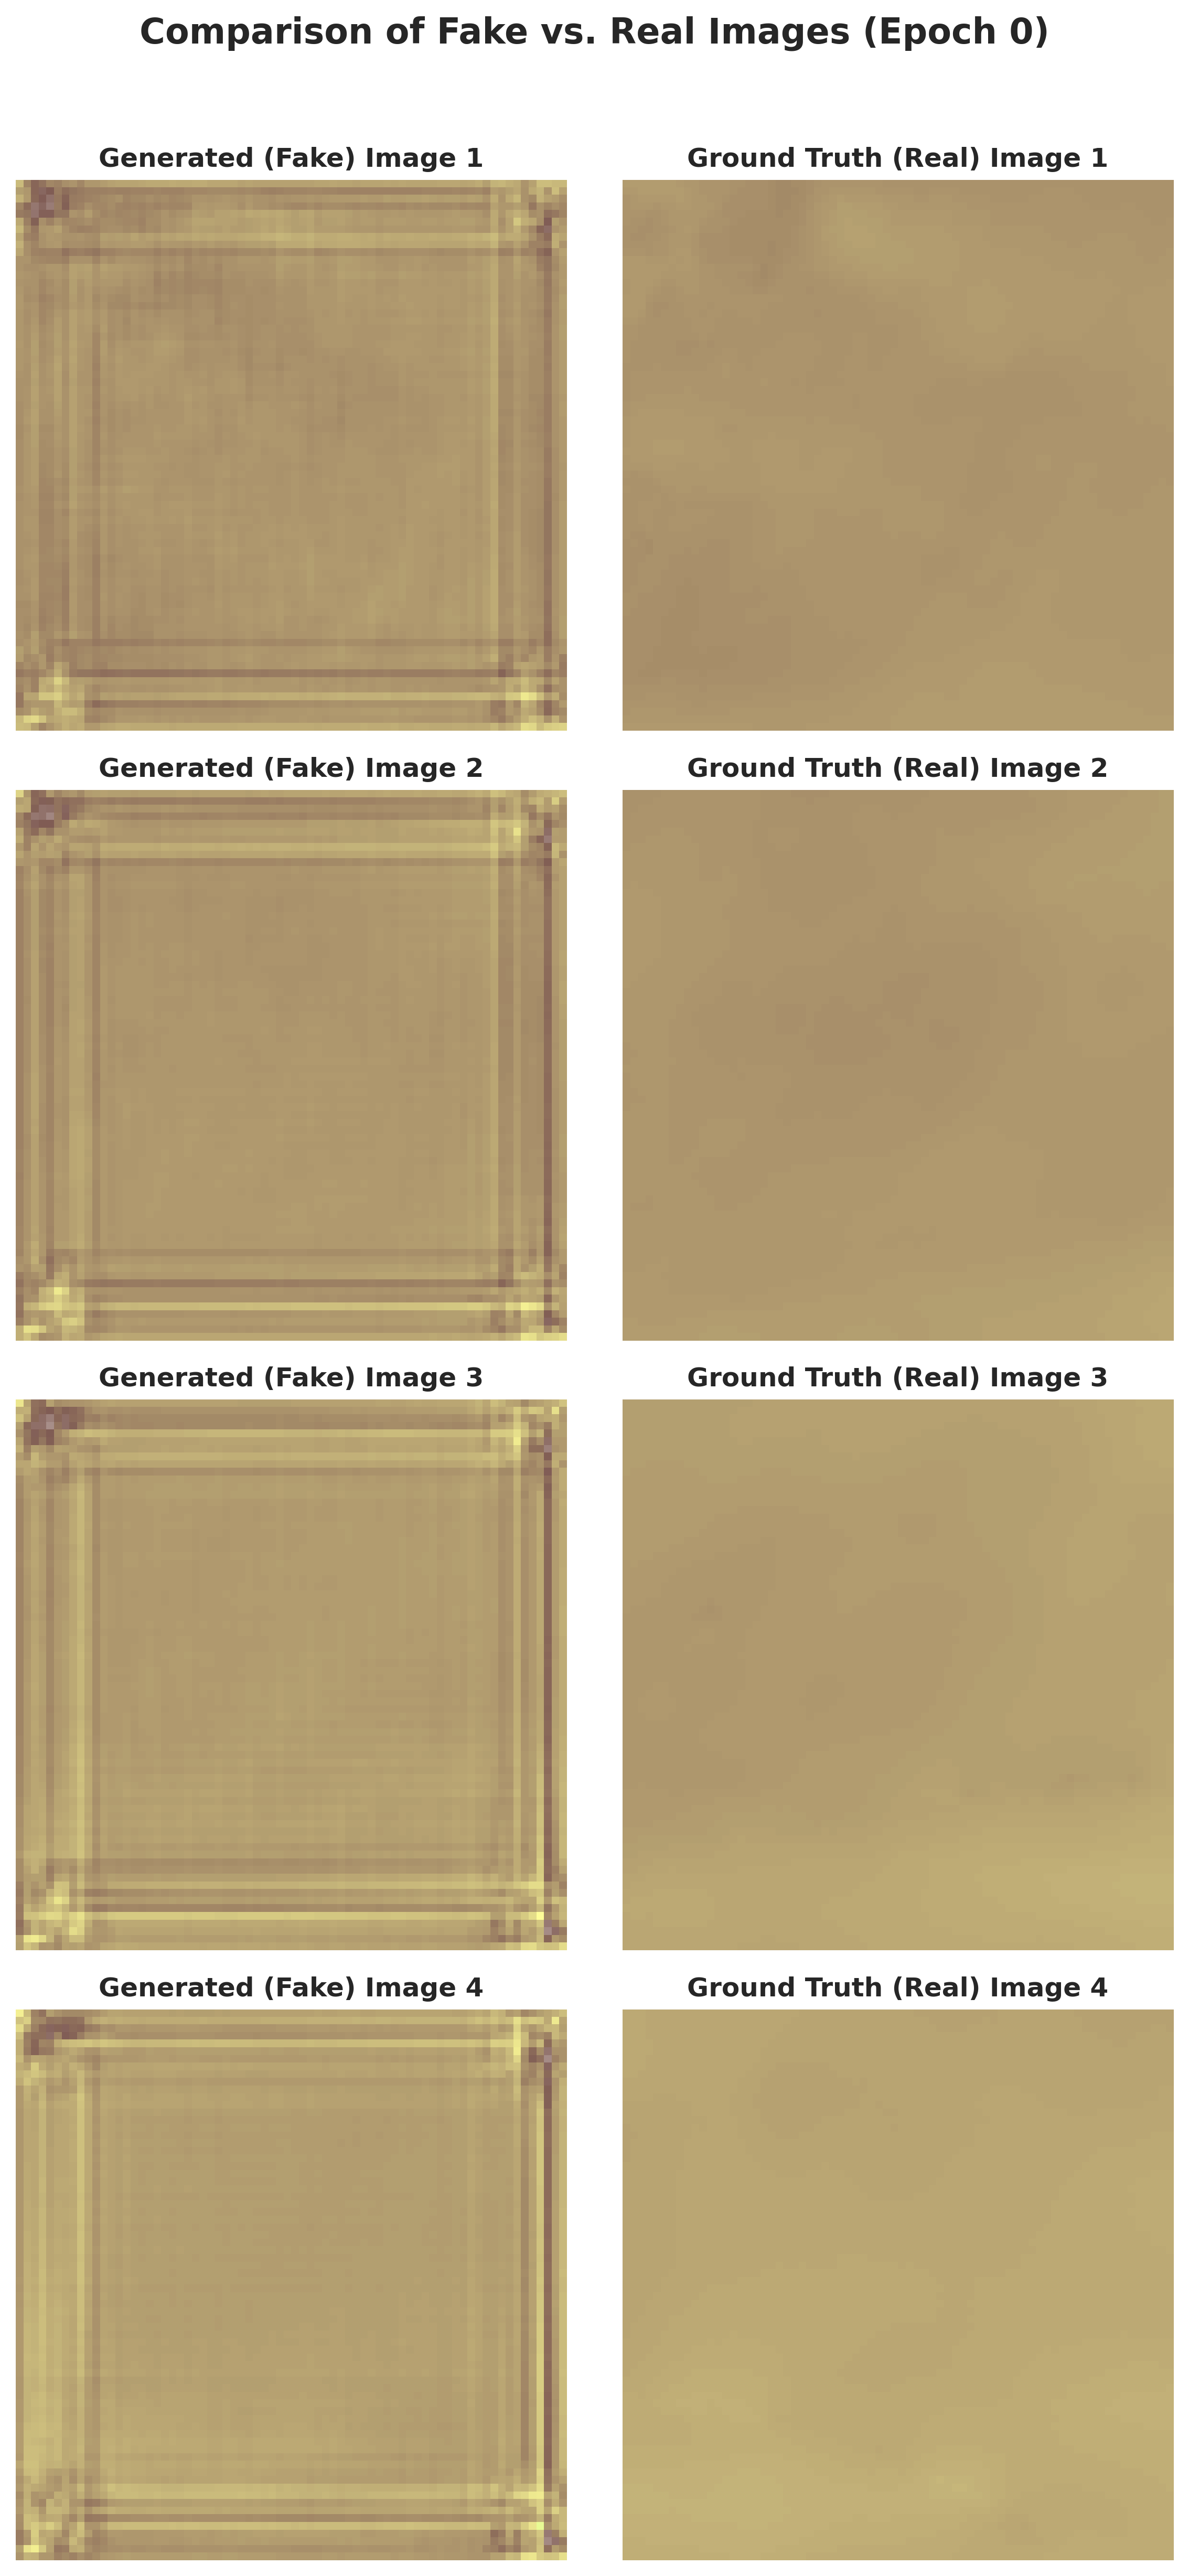 Comparison of Fake vs. Real Images (Epoch 0)
Generated (Fake) Image 1
Ground Truth (Real) Image 1
Generated (Fake) Image 2
Ground Truth (Real) Image 2
Generated (Fake) Image 3
Ground Truth (Real) Image 3
Generated (Fake) Image 4
Ground Truth (Real) Image 4